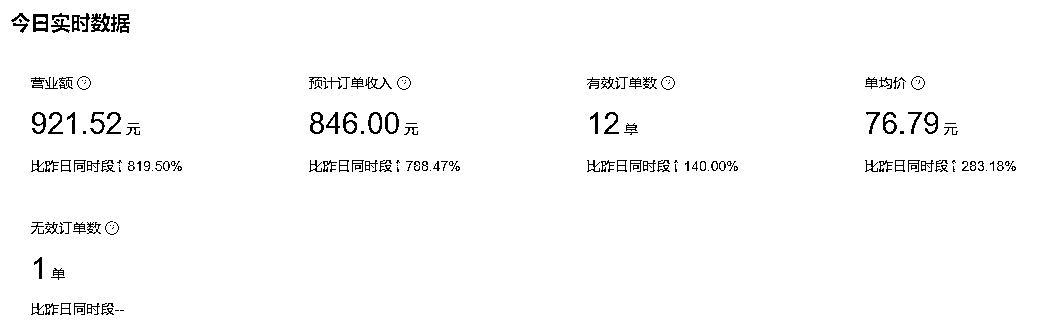 今日实时数据
营业额 ? 预计订单收入 ? 有效订单数 ? 单均价 ?
921.52 元 846.00 元 12 单 76.79 元
比昨日同时段↑819.50% 比昨日同时段↑788.47% 比昨日同时段↑140.00% 比昨日同时段↑283.18%
无效订单数 ?
1 单
比昨日同时段--